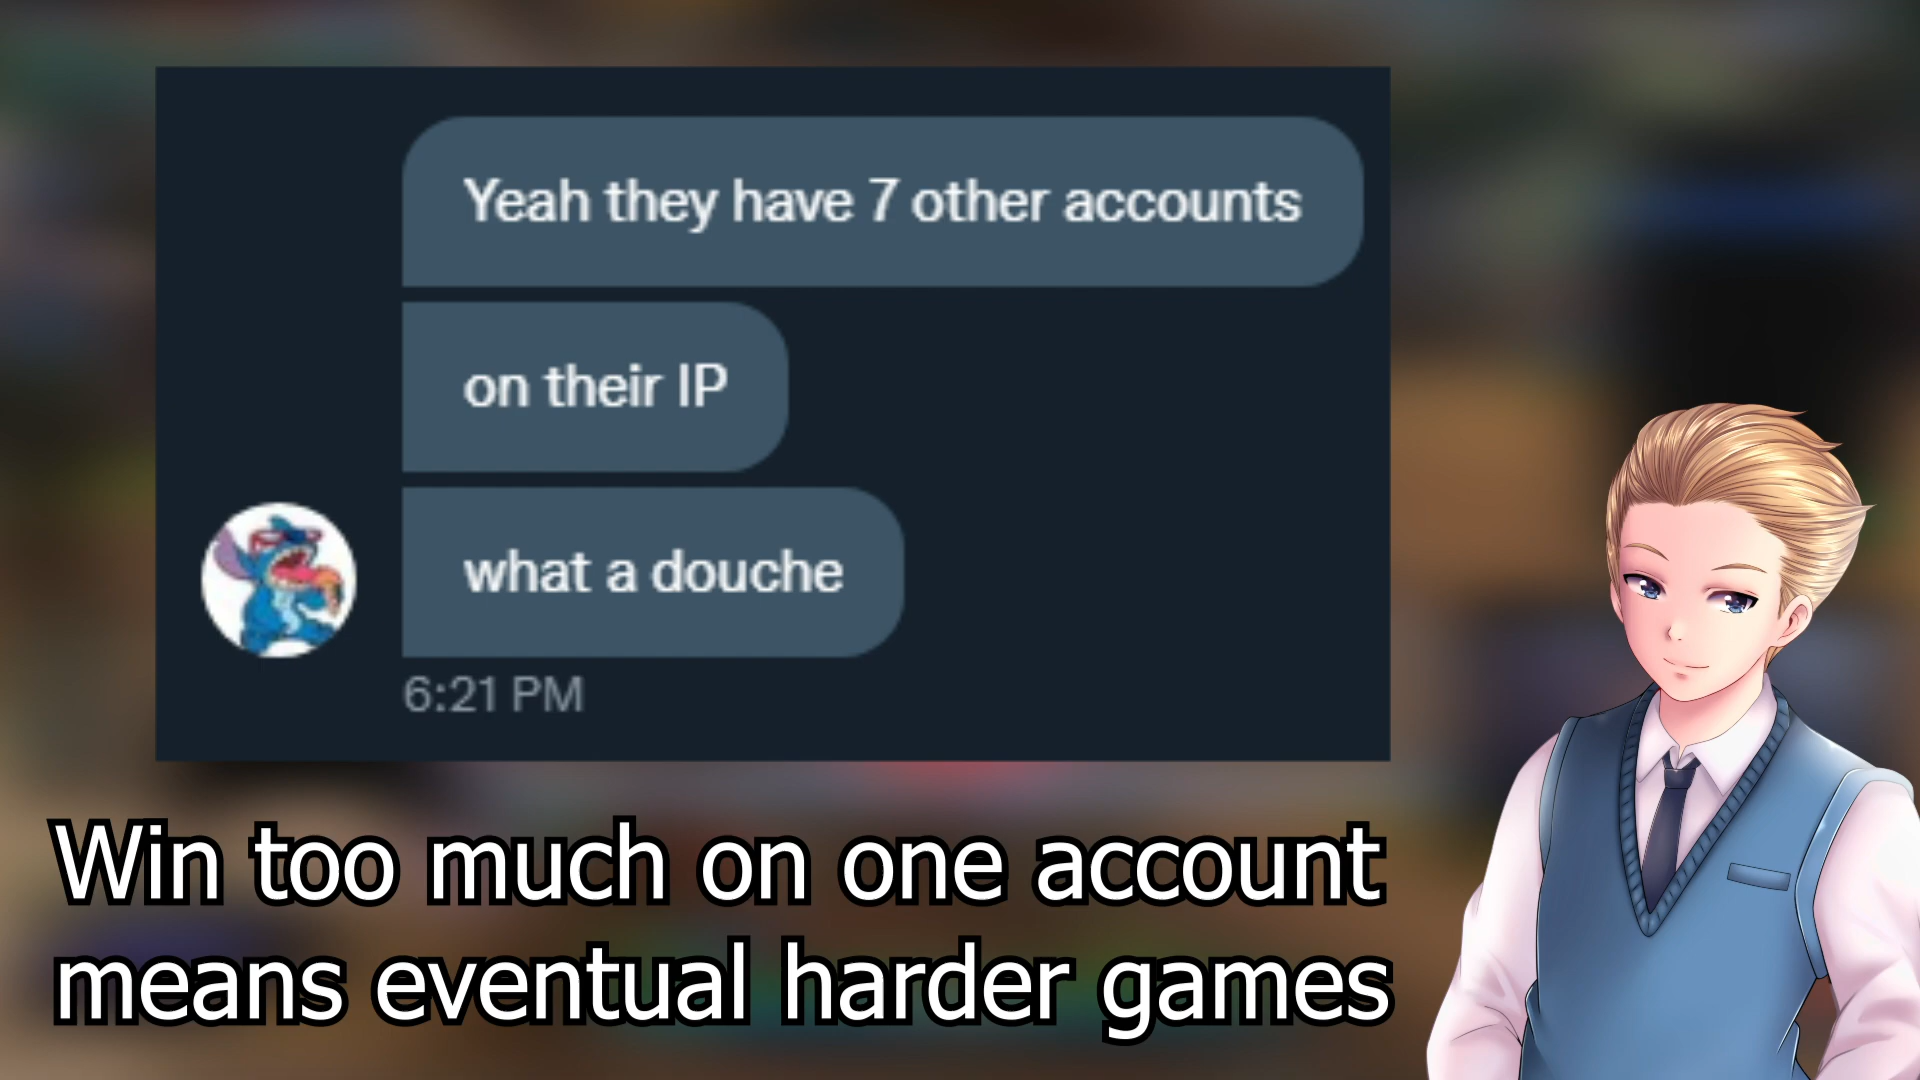 Yeah they have 7 other accounts
on their IP
what a douche
6:21 PM
Win too much on one account
means eventual harder games